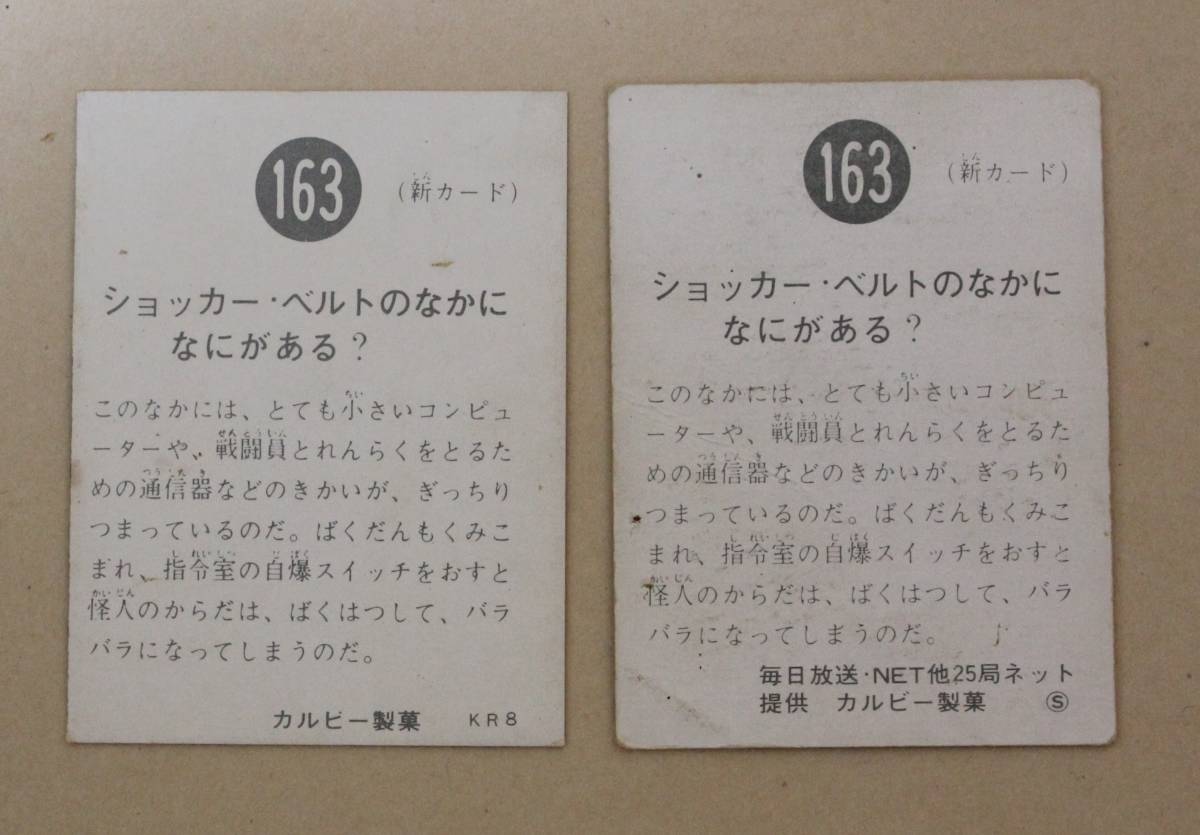 163
（新カード）
ショッカー・ベルトのなかに
なにがある？
このなかには、とても小さいコンピュ
ーターや、戦闘員とれんらくをとるた
めの通信器などのきかいが、ぎっちり
つまっているのだ。ばくだんもくみこ
まれ、指令室の自爆スイッチをおすと
怪人のからだは、ばくはつして、バラ
バラになってしまうのだ。
カルビー製菓 KR8
163
（新カード）
ショッカー・ベルトのなかに
なにがある？
このなかには、とても小さいコンピュ
ーターや、戦闘員とれんらくをとるた
めの通信器などのきかいが、ぎっちり
つまっているのだ。ばくだんもくみこ
まれ、指令室の自爆スイッチをおすと
怪人のからだは、ばくはつして、バラ
バラになってしまうのだ。
毎日放送・NET他25局ネット
提供 カルビー製菓 Ⓢ